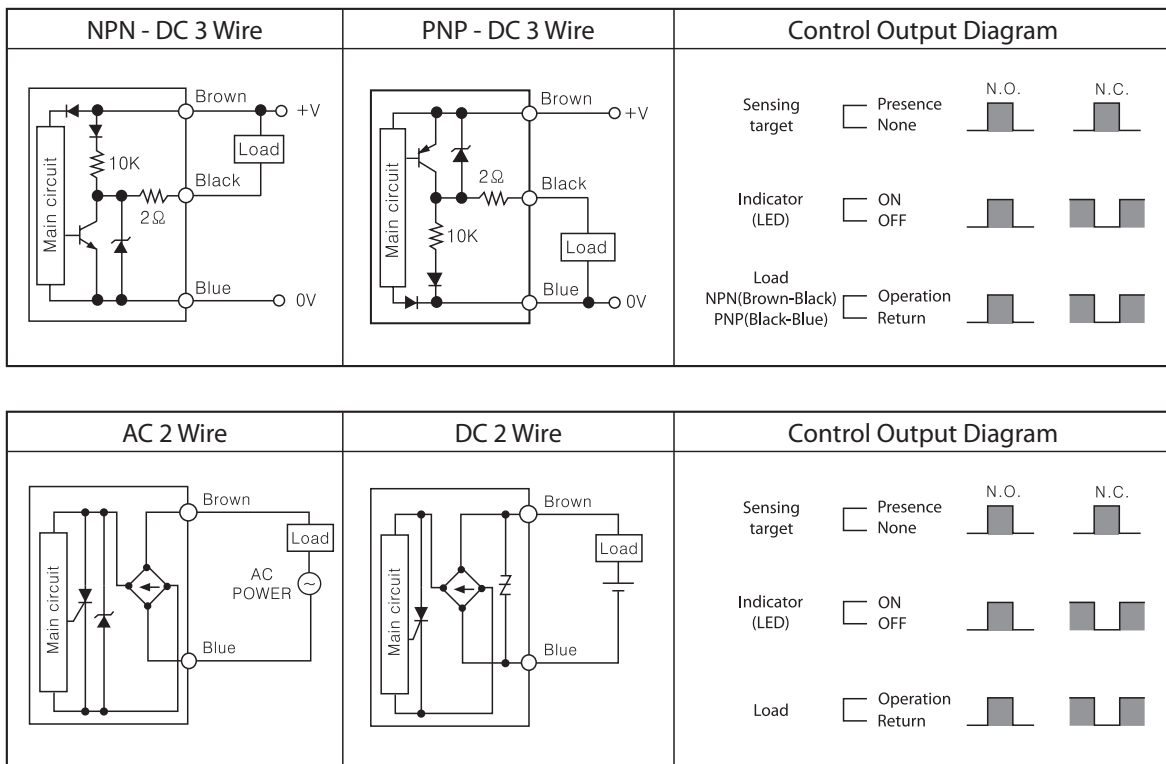 NPN - DC 3 Wire
PNP - DC 3 Wire
Control Output Diagram
Main circuit
10K
2Ω
Brown
+V
Load
Black
Blue
0V
Main circuit
10K
2Ω
Brown
+V
Black
Load
Blue
0V
N.O.
N.C.
Sensing
target
Presence
None
Indicator
(LED)
ON
OFF
Load
NPN(Brown-Black)
PNP(Black-Blue)
Operation
Return
AC 2 Wire
DC 2 Wire
Control Output Diagram
Main circuit
Brown
Load
AC
POWER
~
Blue
Main circuit
Brown
Load
Blue
N.O.
N.C.
Sensing
target
Presence
None
Indicator
(LED)
ON
OFF
Load
Operation
Return